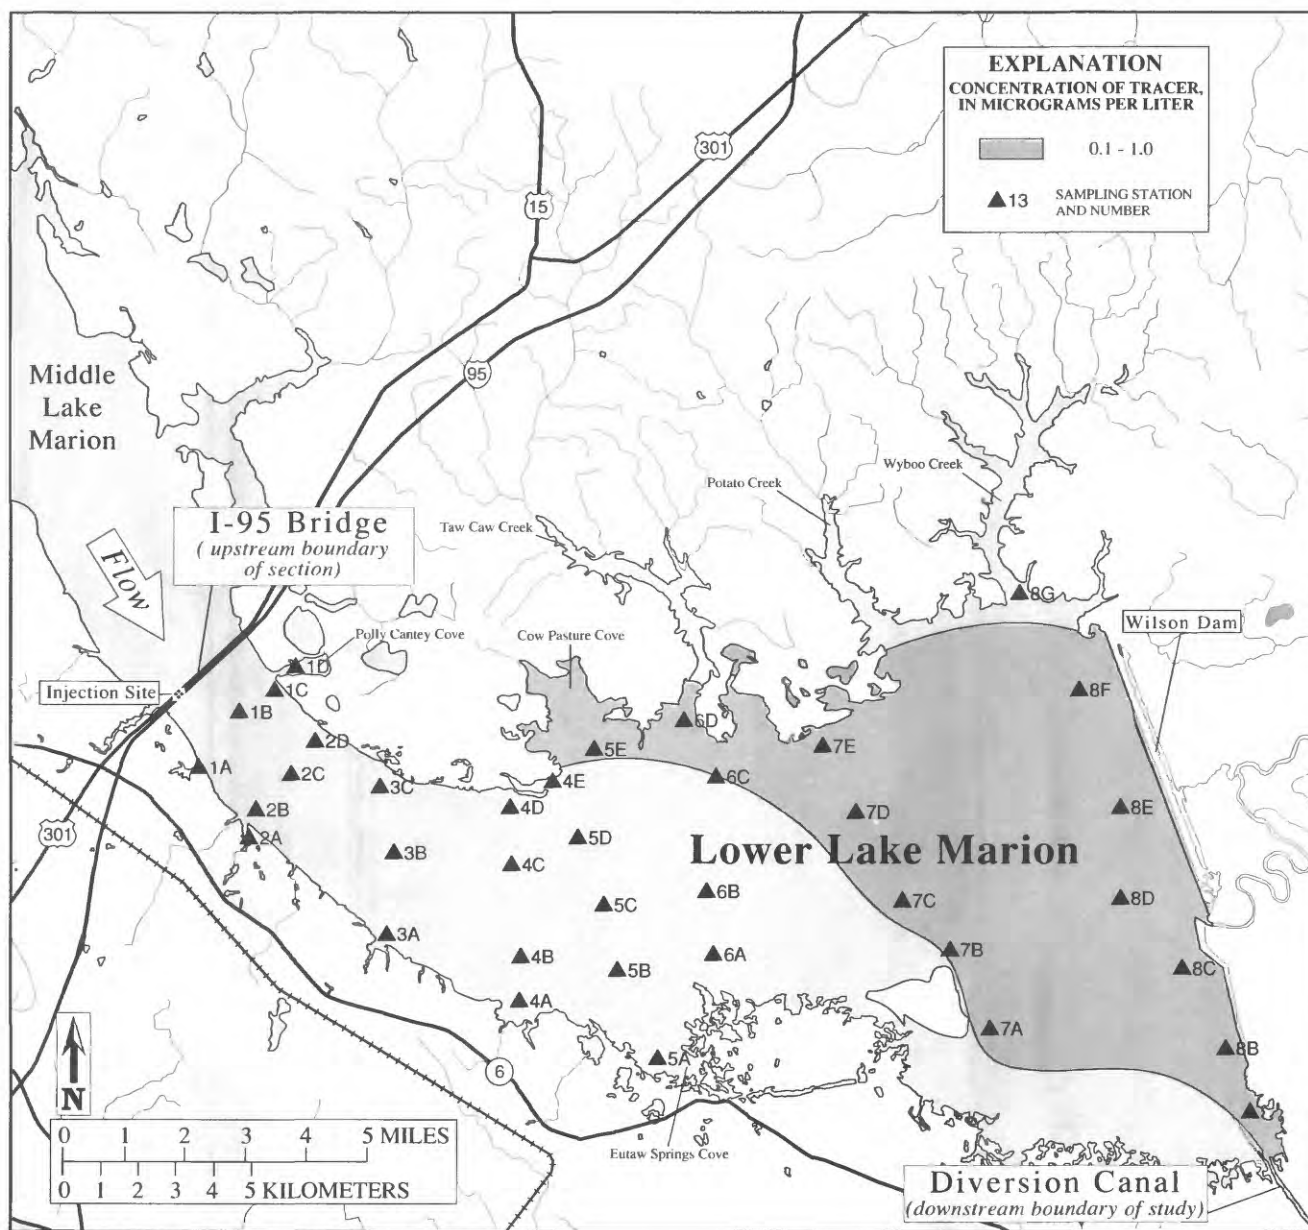 EXPLANATION
CONCENTRATION OF TRACER,
IN MICROGRAMS PER LITER
0.1 - 1.0
13
SAMPLING STATION
AND NUMBER
301
15
95
Middle
Lake
Marion
Wyboo Creek
Potato Creek
Taw Caw Creek
I-95 Bridge
( upstream boundary
of section)
Flow
8G
Wilson Dam
Polly Cantey Cove
Cow Pasture Cove
1D
Injection Site
1C
8F
1B
6D
2D
5E
7E
1A
2C
4E
6C
3C
2B
4D
7D
8E
301
2A
5D
3B
Lower Lake Marion
4C
6B
5C
7C
8D
3A
7B
4B
6A
5B
8C
4A
7A
5A
8B
6
N
0 1 2 3 4 5 MILES
0 1 2 3 4 5 KILOMETERS
Eutaw Springs Cove
Diversion Canal
(downstream boundary of study)